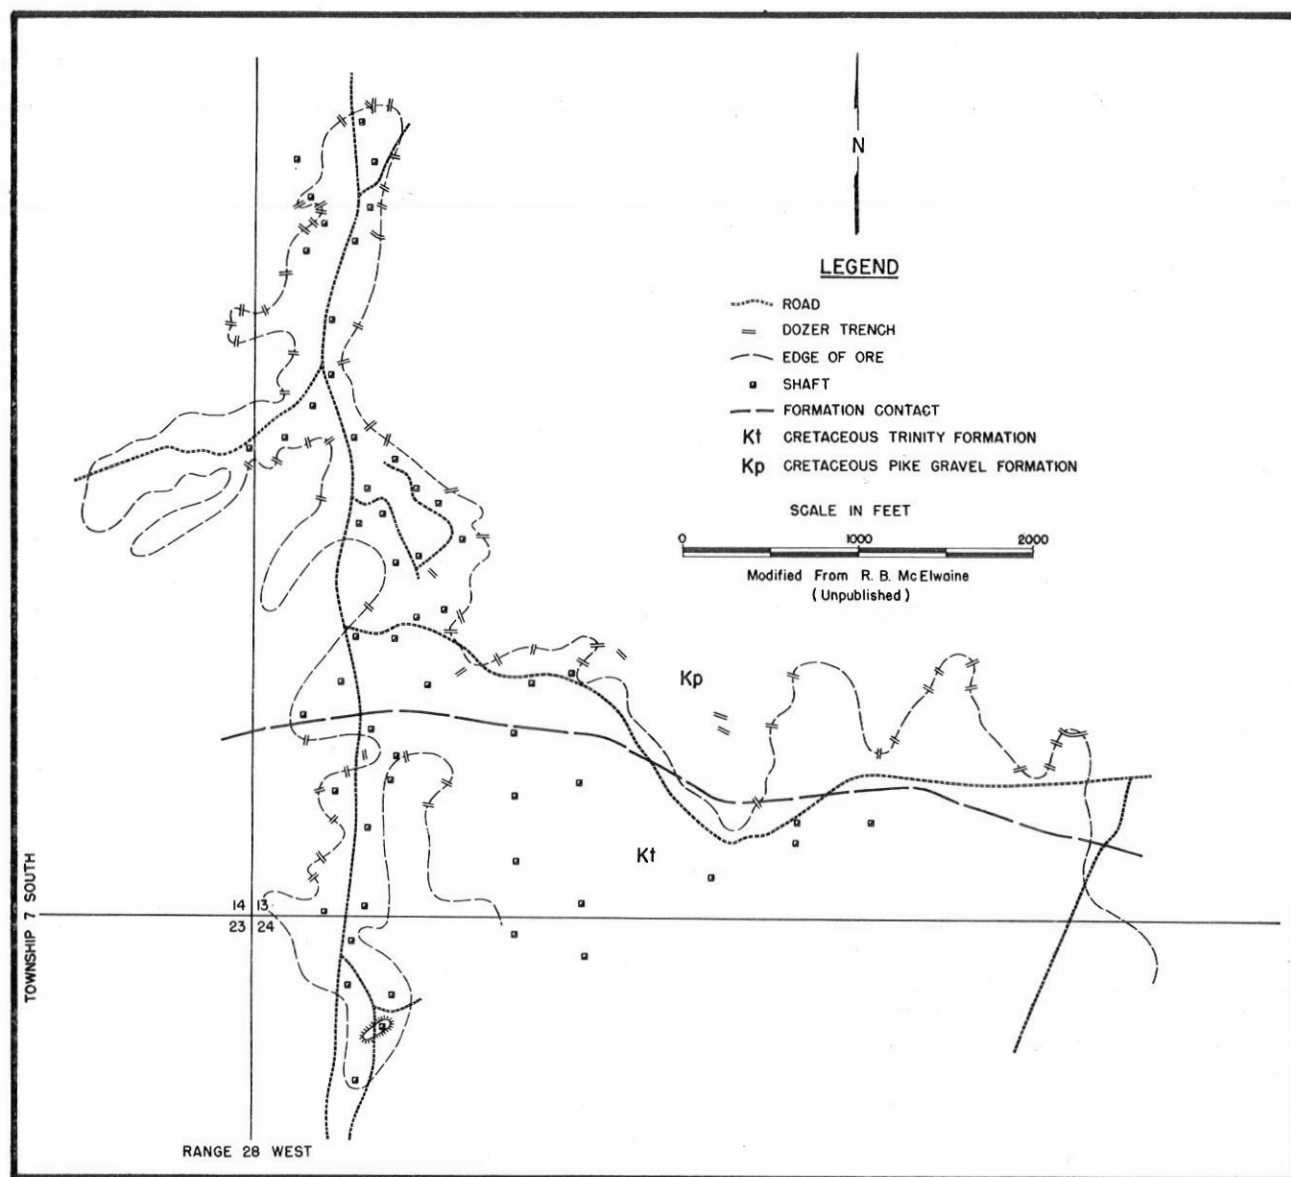 N
LEGEND
ROAD
DOZER TRENCH
EDGE OF ORE
SHAFT
FORMATION CONTACT
Kt CRETACEOUS TRINITY FORMATION
Kp CRETACEOUS PIKE GRAVEL FORMATION
SCALE IN FEET
0 1000 2000
Modified From R. B. McElwaine
(Unpublished)
Kp
Kt
TOWNSHIP 7 SOUTH
14 13
23 24
RANGE 28 WEST